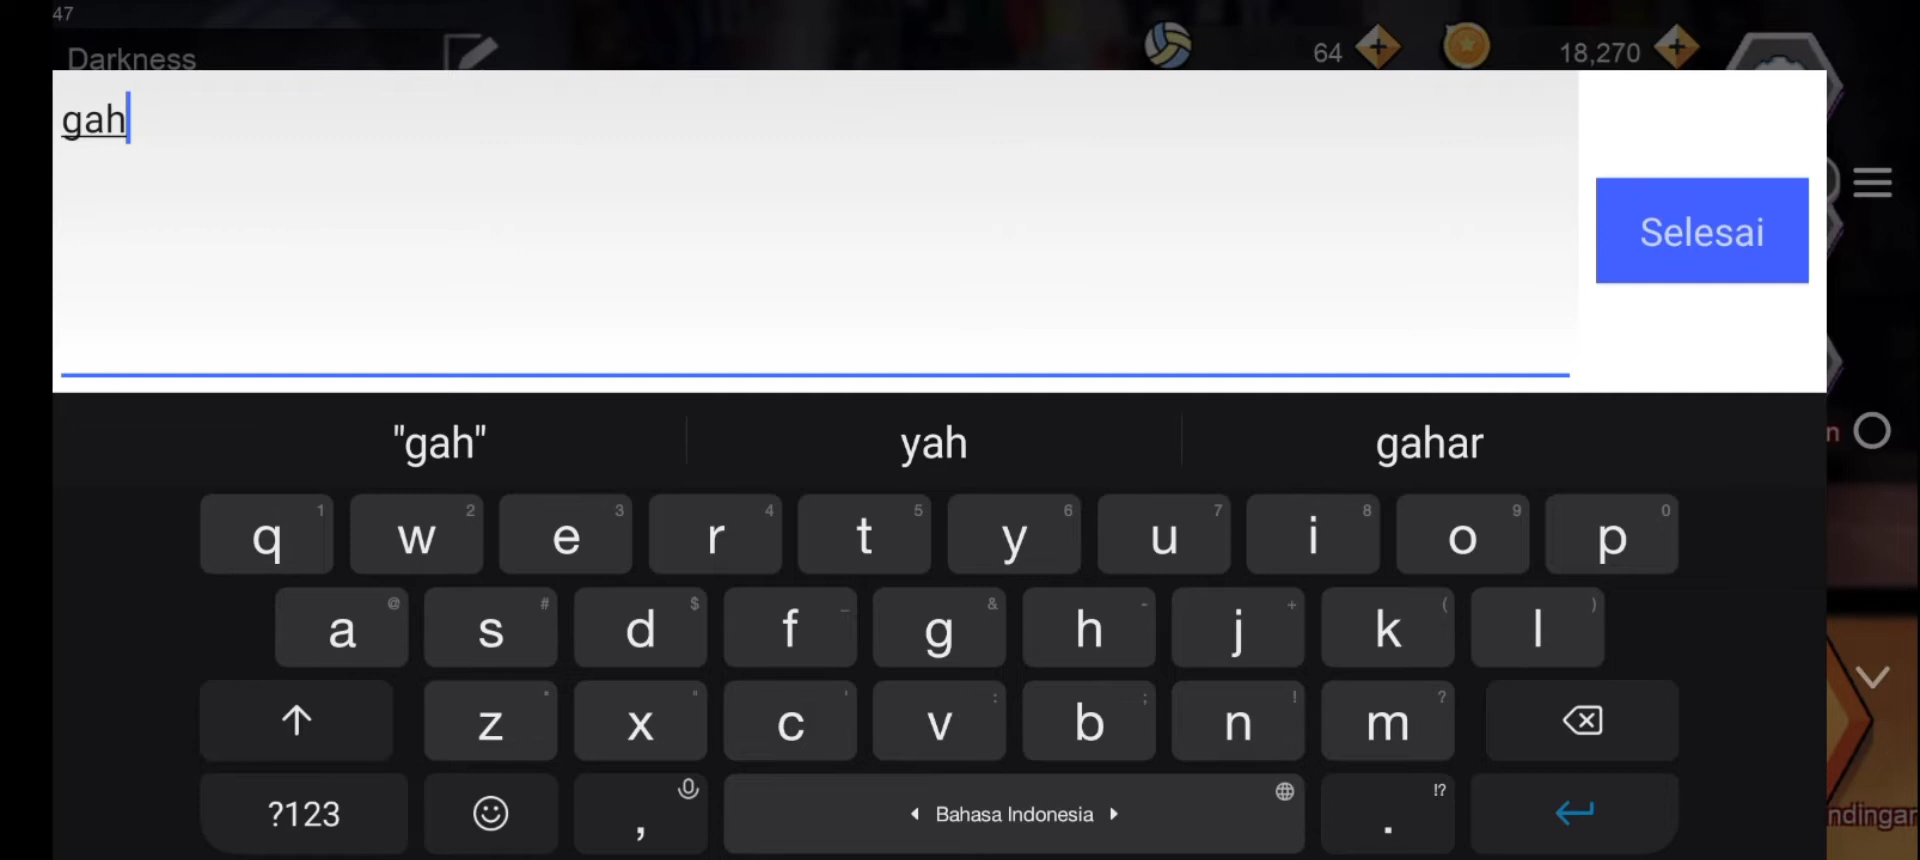 47
Darkness
64
18,270
gah
Selesai
"gah" yah gahar
n
q 1 w 2 e 3 r 4 t 5 y 6 u 7 i 8 o 9 p 0
a @ s # d $ f _ g & h - j + k ( l )
z * x " c ' v : b ; n ! m ?
?123 , Bahasa Indonesia . !?
ndingan